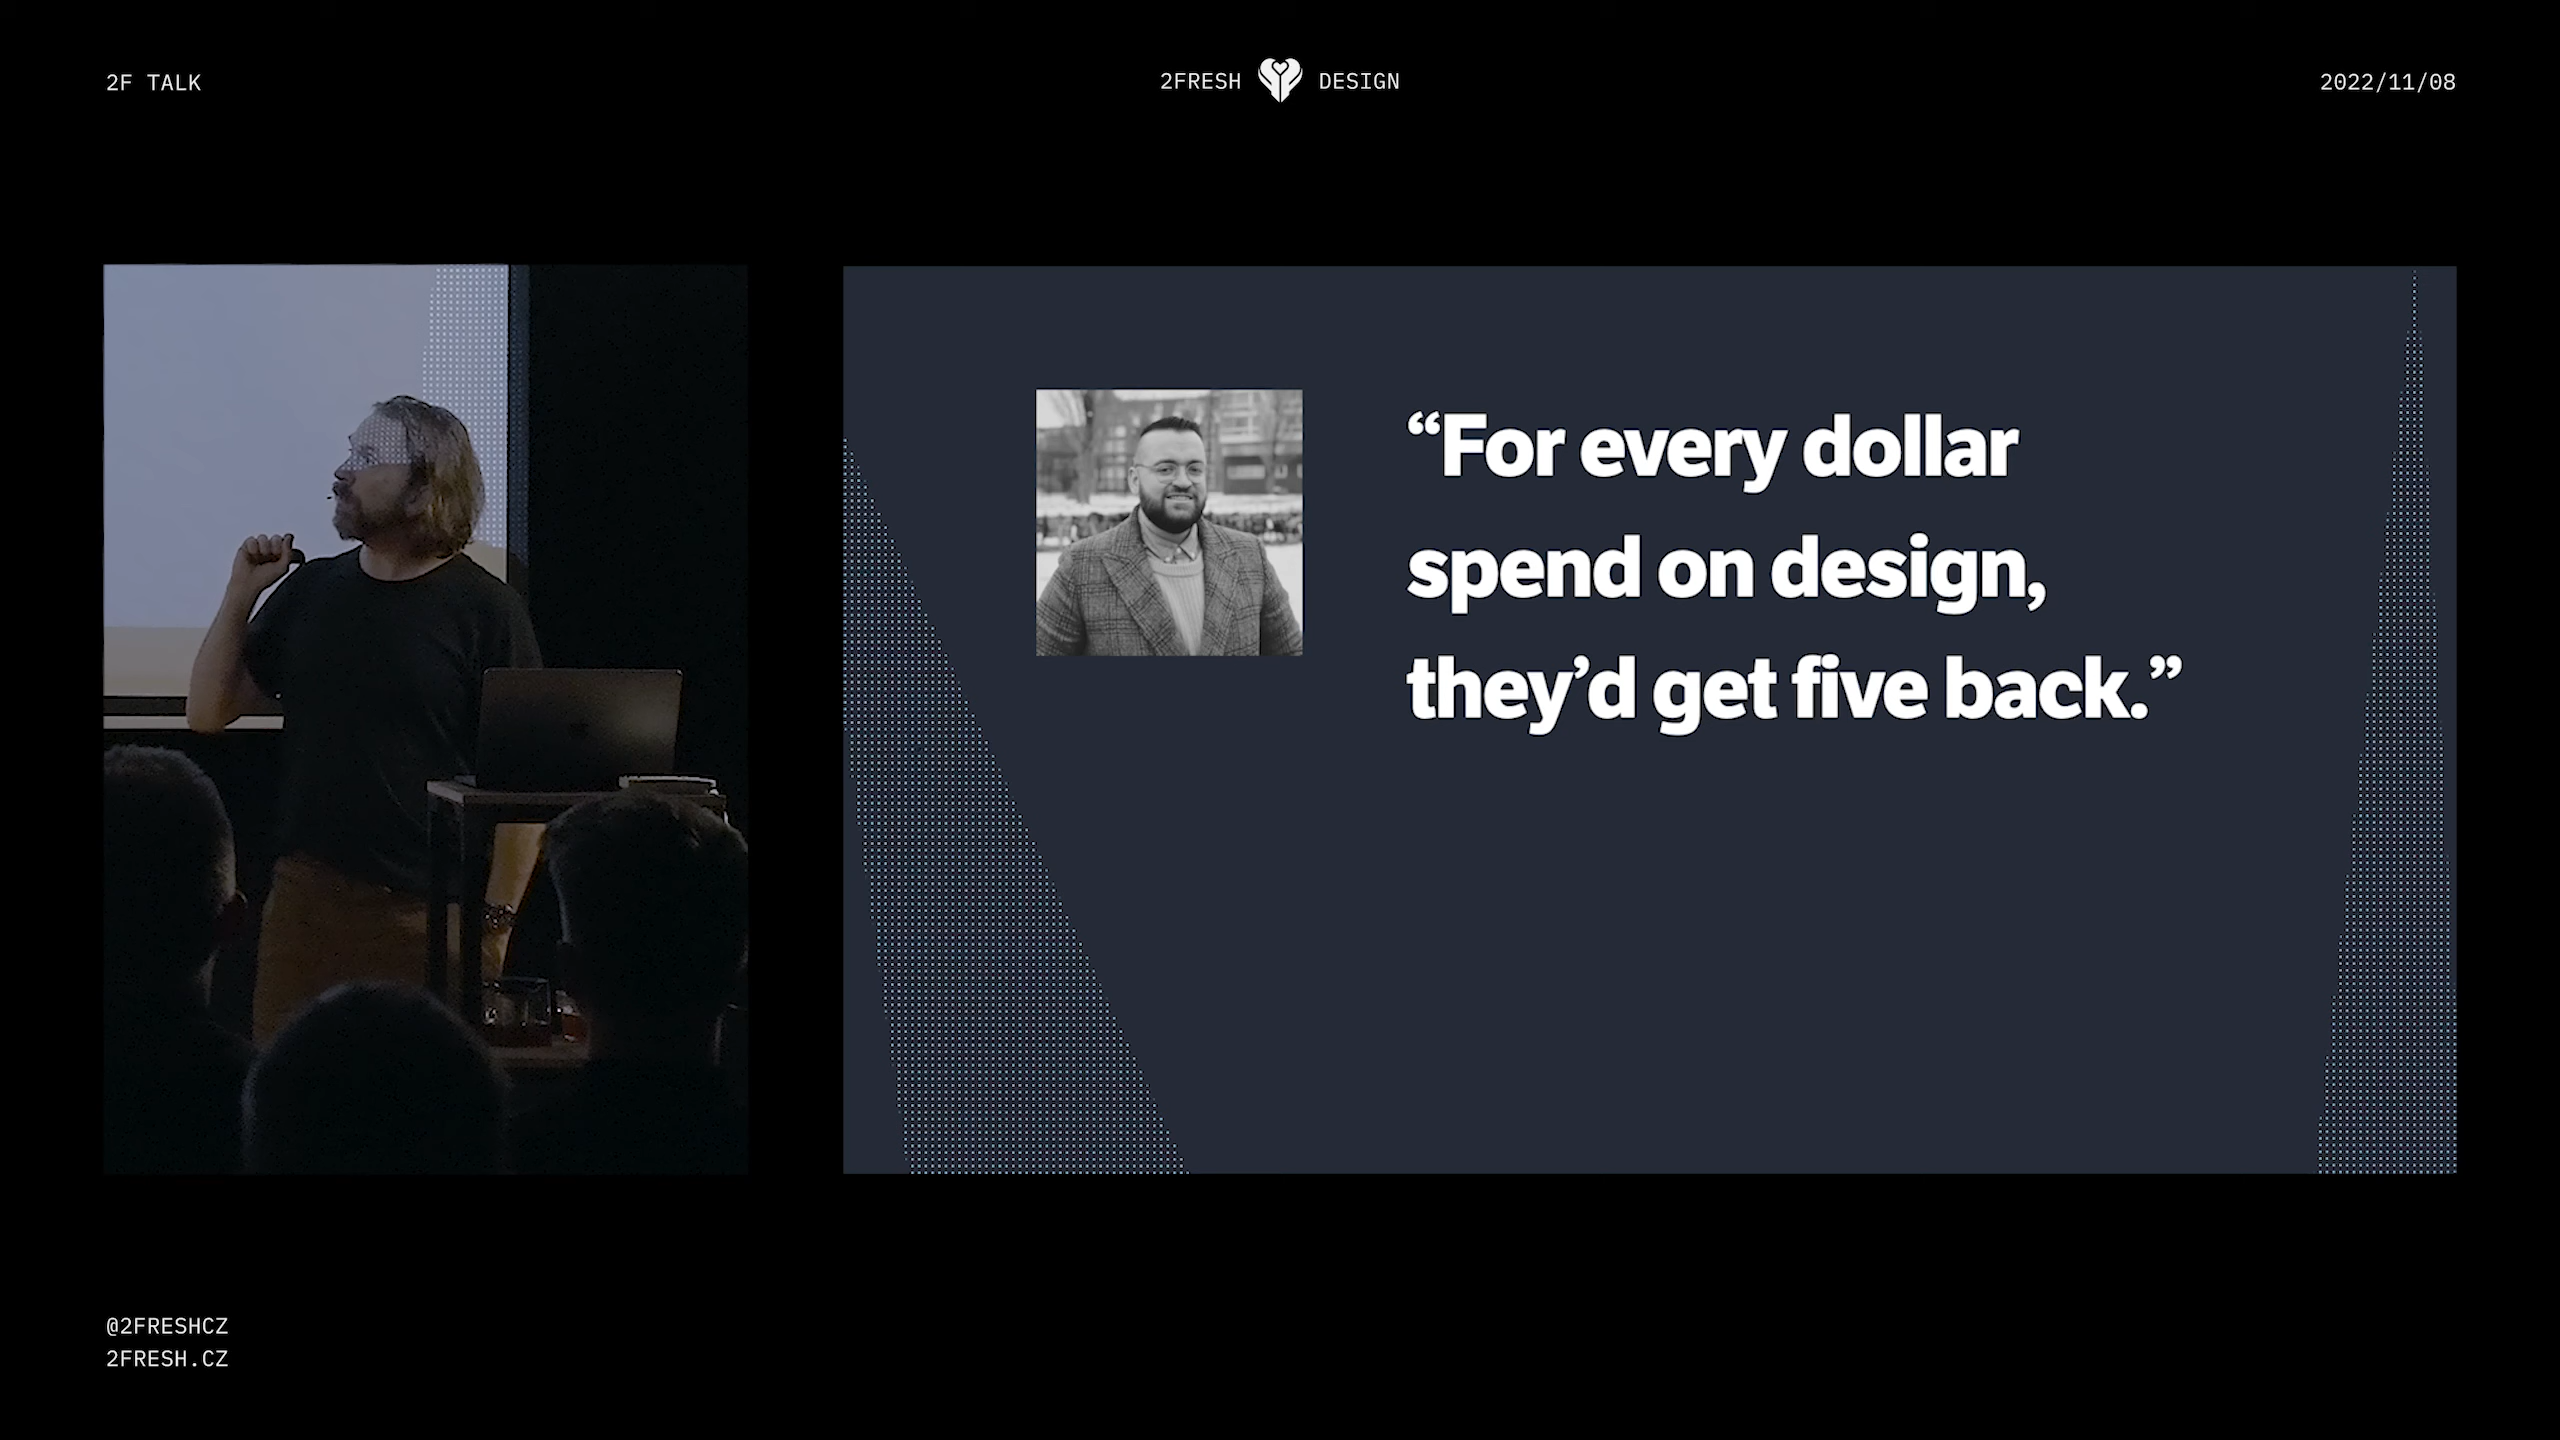 2F TALK
2FRESH DESIGN
2022/11/08
“For every dollar
spend on design,
they’d get five back.”
@2FRESHCZ
2FRESH.CZ